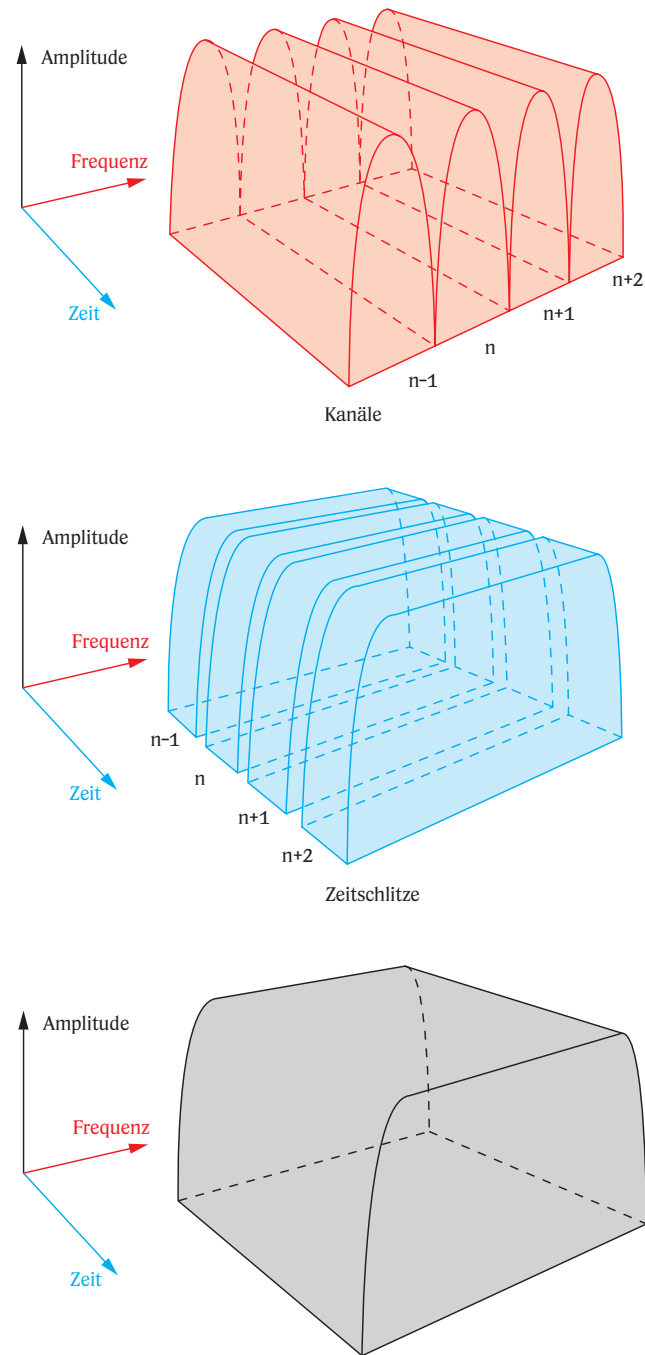 Amplitude
Frequenz
Zeit
n-1
n
n+1
n+2
Kanäle
Amplitude
Frequenz
Zeit
n-1
n
n+1
n+2
Zeitschlitze
Amplitude
Frequenz
Zeit